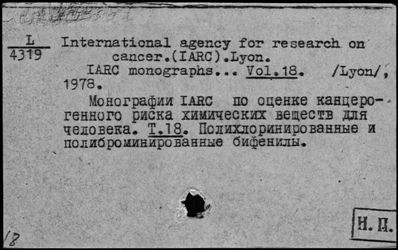 L
4319
International agency for research on
cancer.(IARC).Lyon.
IARC monographs... Vol.18. /Lyon/,
1978.
Монографии IARC по оценке канцеро-
генного риска химических веществ для
человека. Т.18. Полихлоринированные и
полиброминированные бифенилы.
18
Н.П.